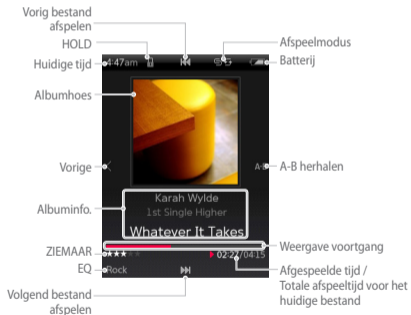 Vorig bestand
afspelen
HOLD
Afspeelmodus
Huidige tijd
4:47am
Batterij
Albumhoes
Vorige
A-B
A-B herhalen
Albuminfo.
Karah Wylde
1st Single Higher
Whatever It Takes
Weergave voortgang
ZIEMAAR
02:27/04:15
EQ
Rock
Afgespeelde tijd /
Totale afspeeltijd voor het
huidige bestand
Volgend bestand
afspelen